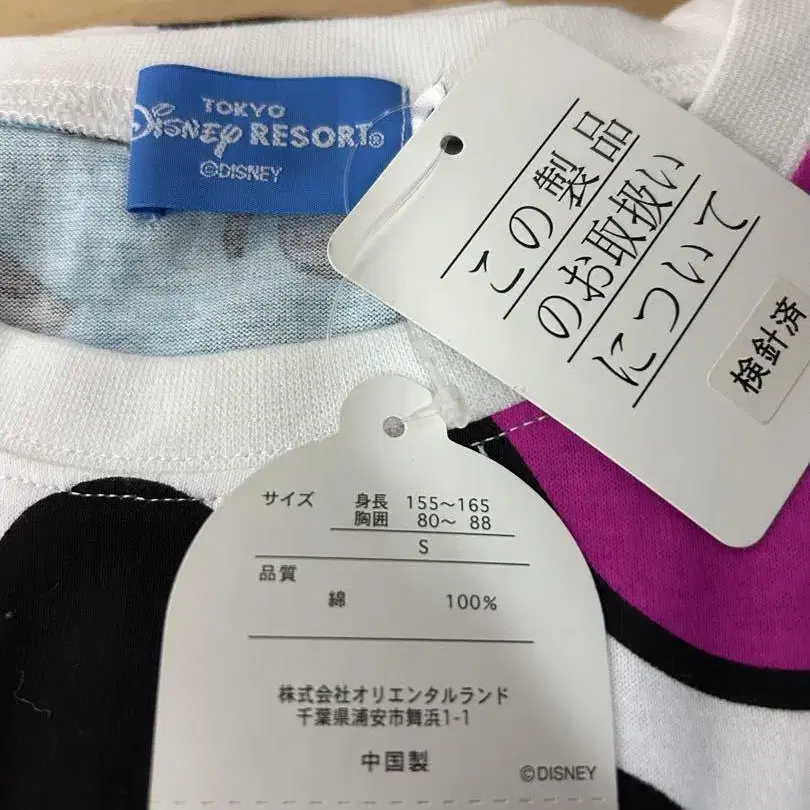 TOKYO
DISNEY RESORT®
©DISNEY
この製品
のお取扱い
について
検針済
サイズ 身長 155～165
胸囲 80～ 88
S
品質
綿 100%
株式会社オリエンタルランド
千葉県浦安市舞浜1-1
中国製
©DISNEY